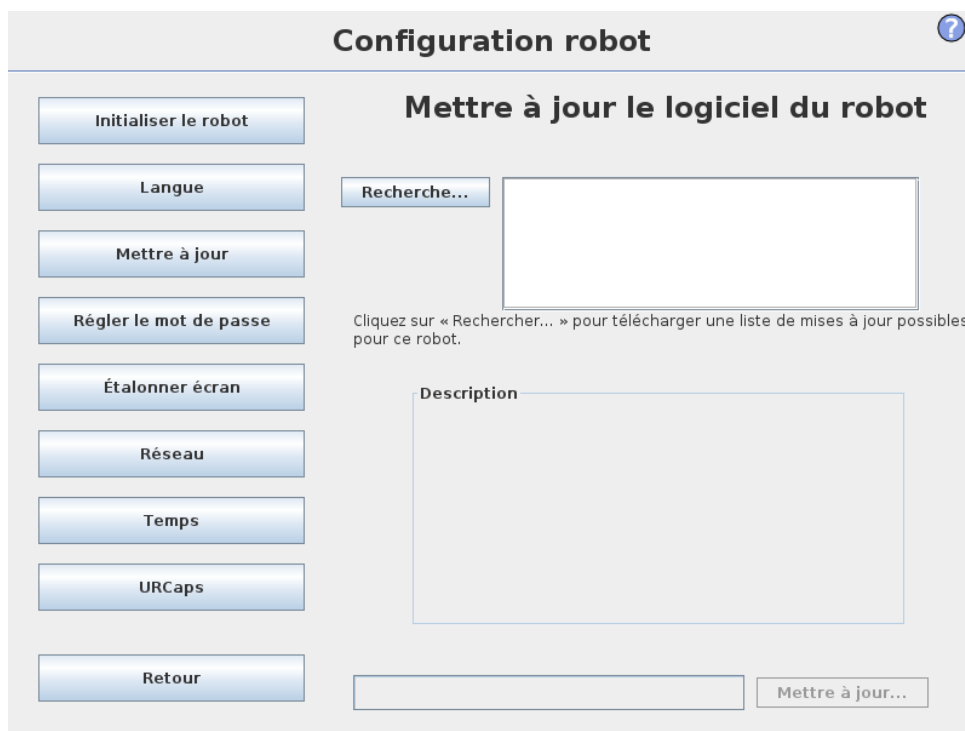 Configuration robot
?
Initialiser le robot
Langue
Mettre à jour
Régler le mot de passe
Étalonner écran
Réseau
Temps
URCaps
Retour
Mettre à jour le logiciel du robot
Recherche...
Cliquez sur « Rechercher... » pour télécharger une liste de mises à jour possibles
pour ce robot.
Description
Mettre à jour...